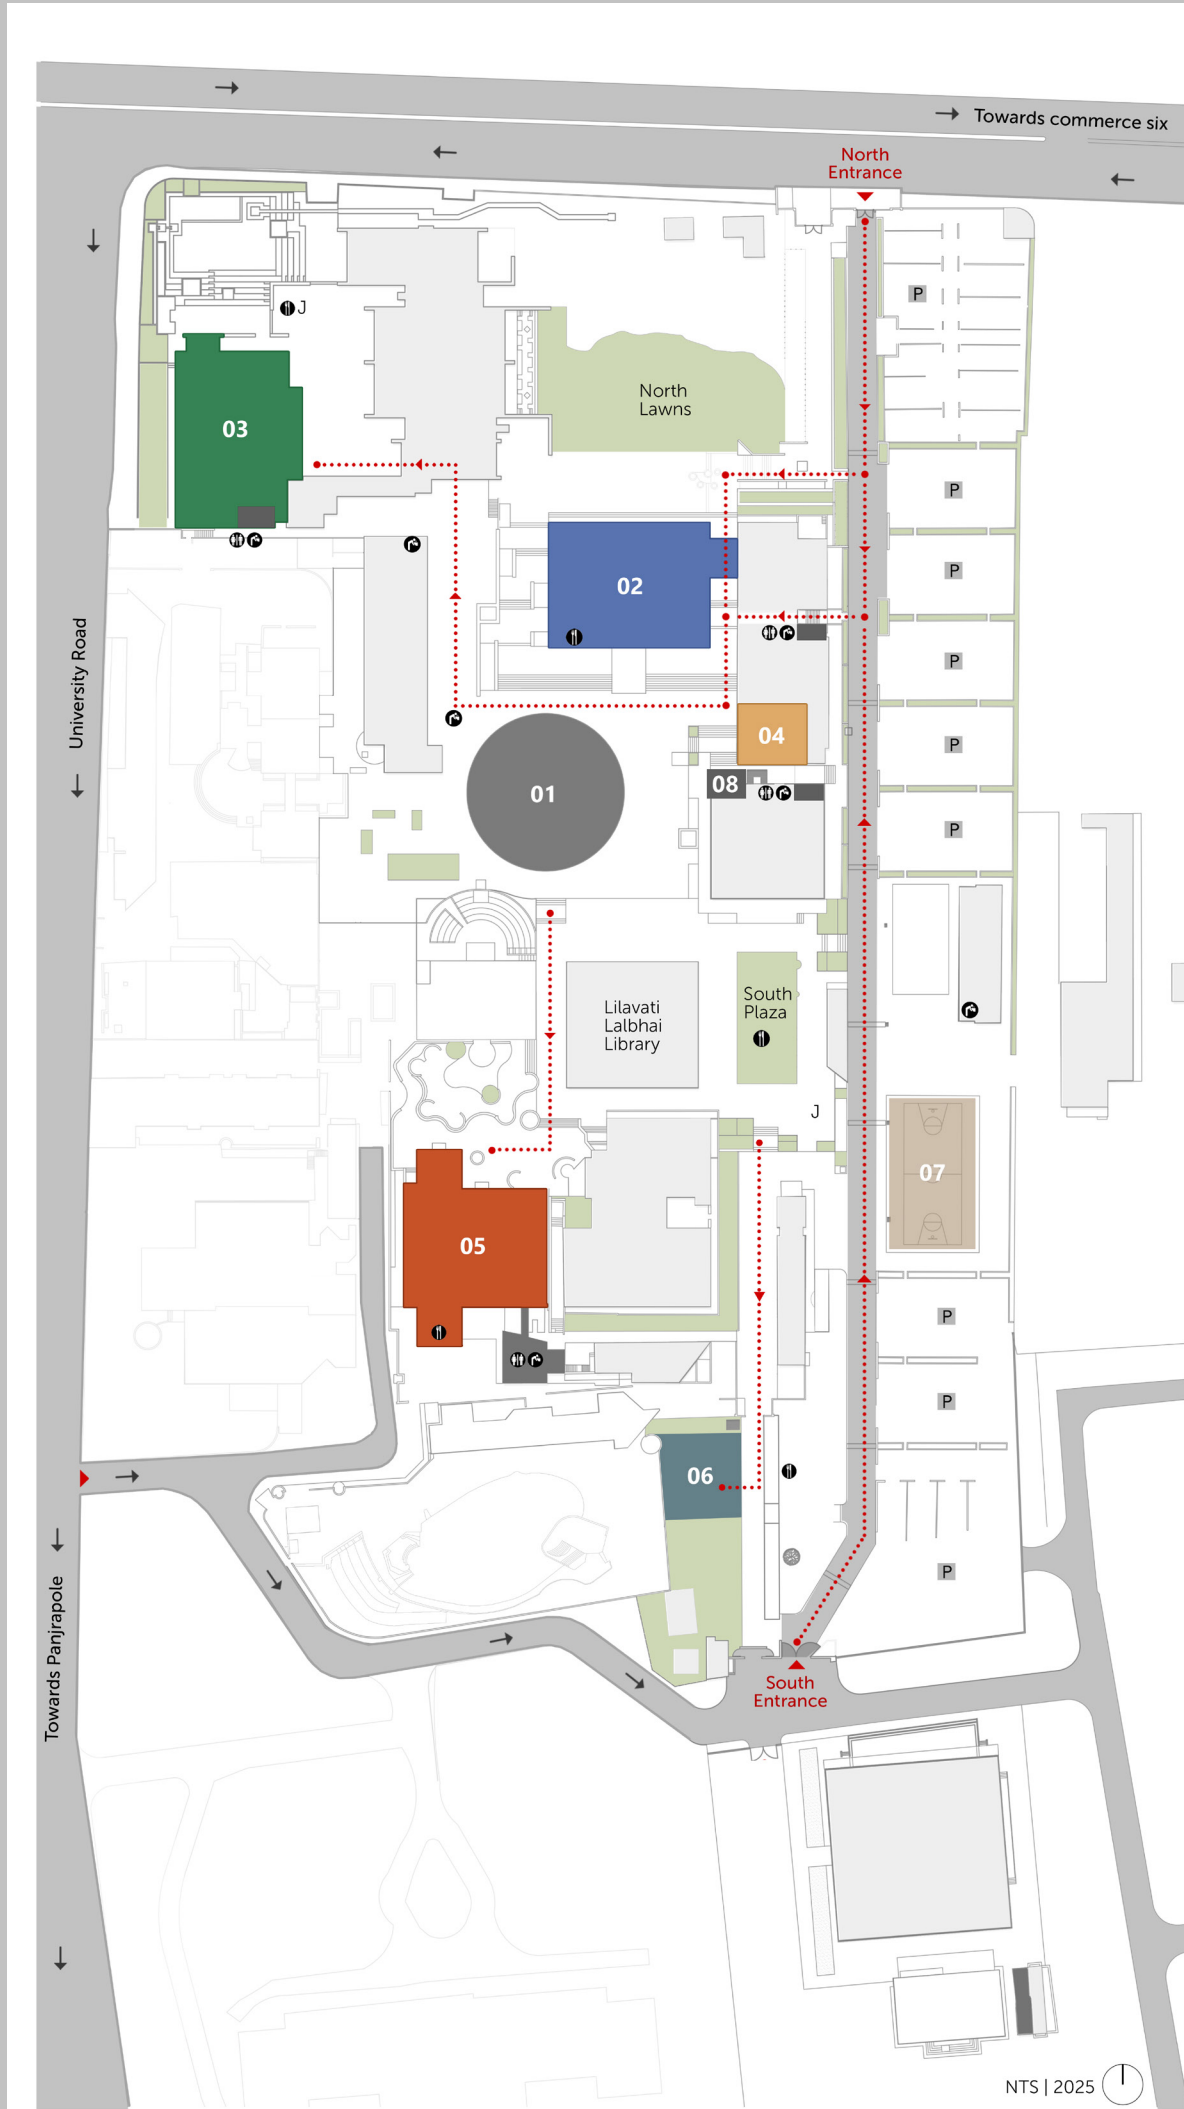 Towards commerce six
North
Entrance
P
J
North
Lawns
03
P
02
P
P
University Road
04
P
08
01
P
South
Plaza
Lilavati
Lalbhai
Library
J
07
05
P
P
06
P
Towards Panjrapole
South
Entrance
NTS | 2025